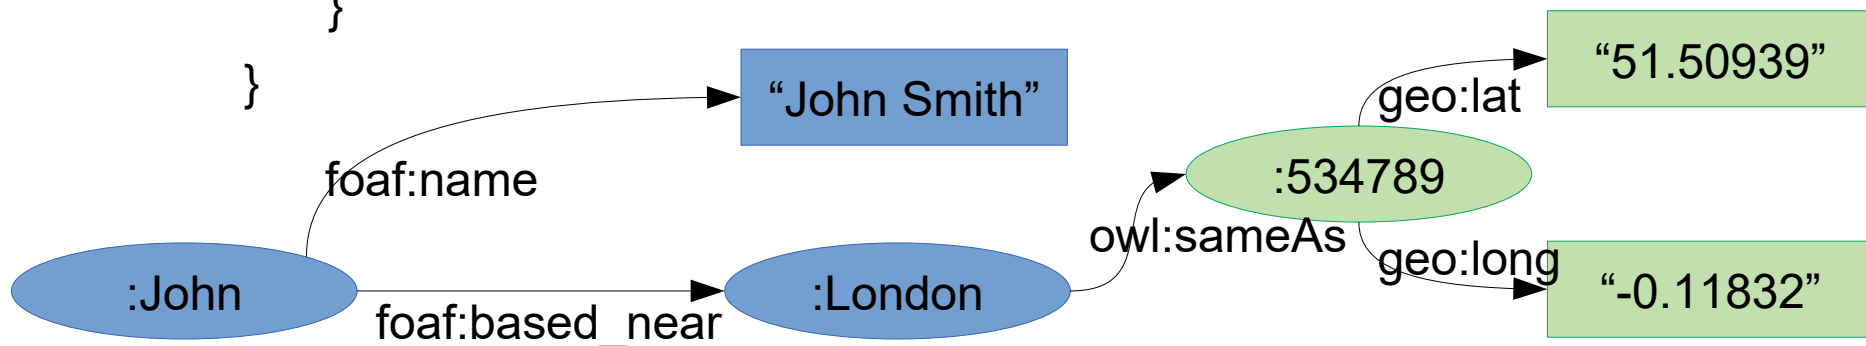 }
}
“John Smith”
“51.50939”
geo:lat
foaf:name
:534789
owl:sameAs
geo:long
:John
foaf:based_near
:London
“-0.11832”